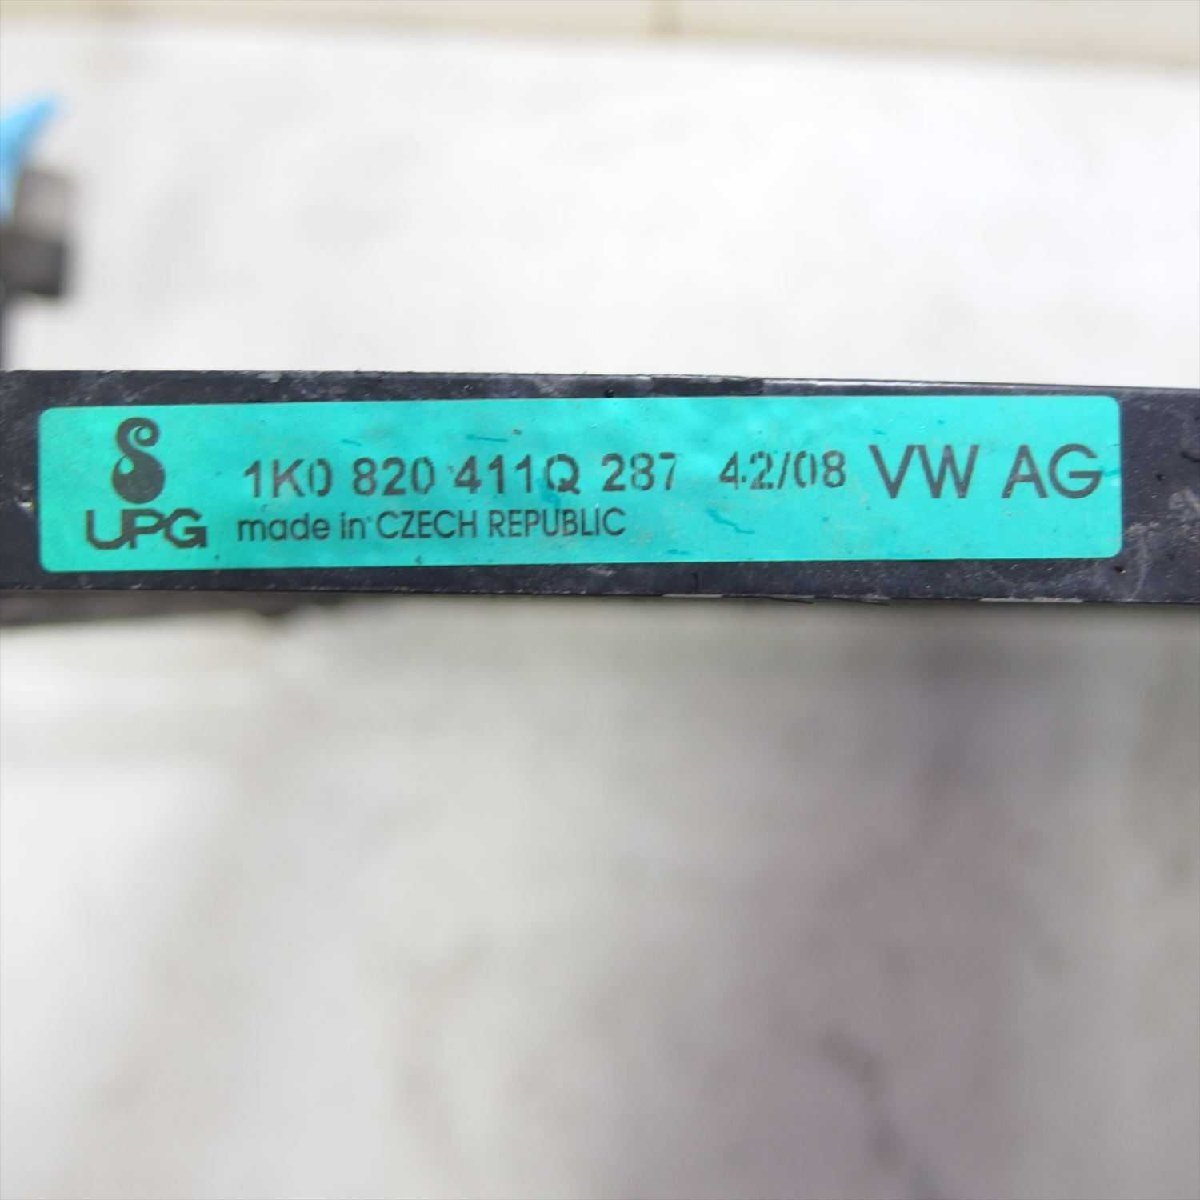 1K0 820 411Q 287 42/08 VW AG
UPG made in CZECH REPUBLIC